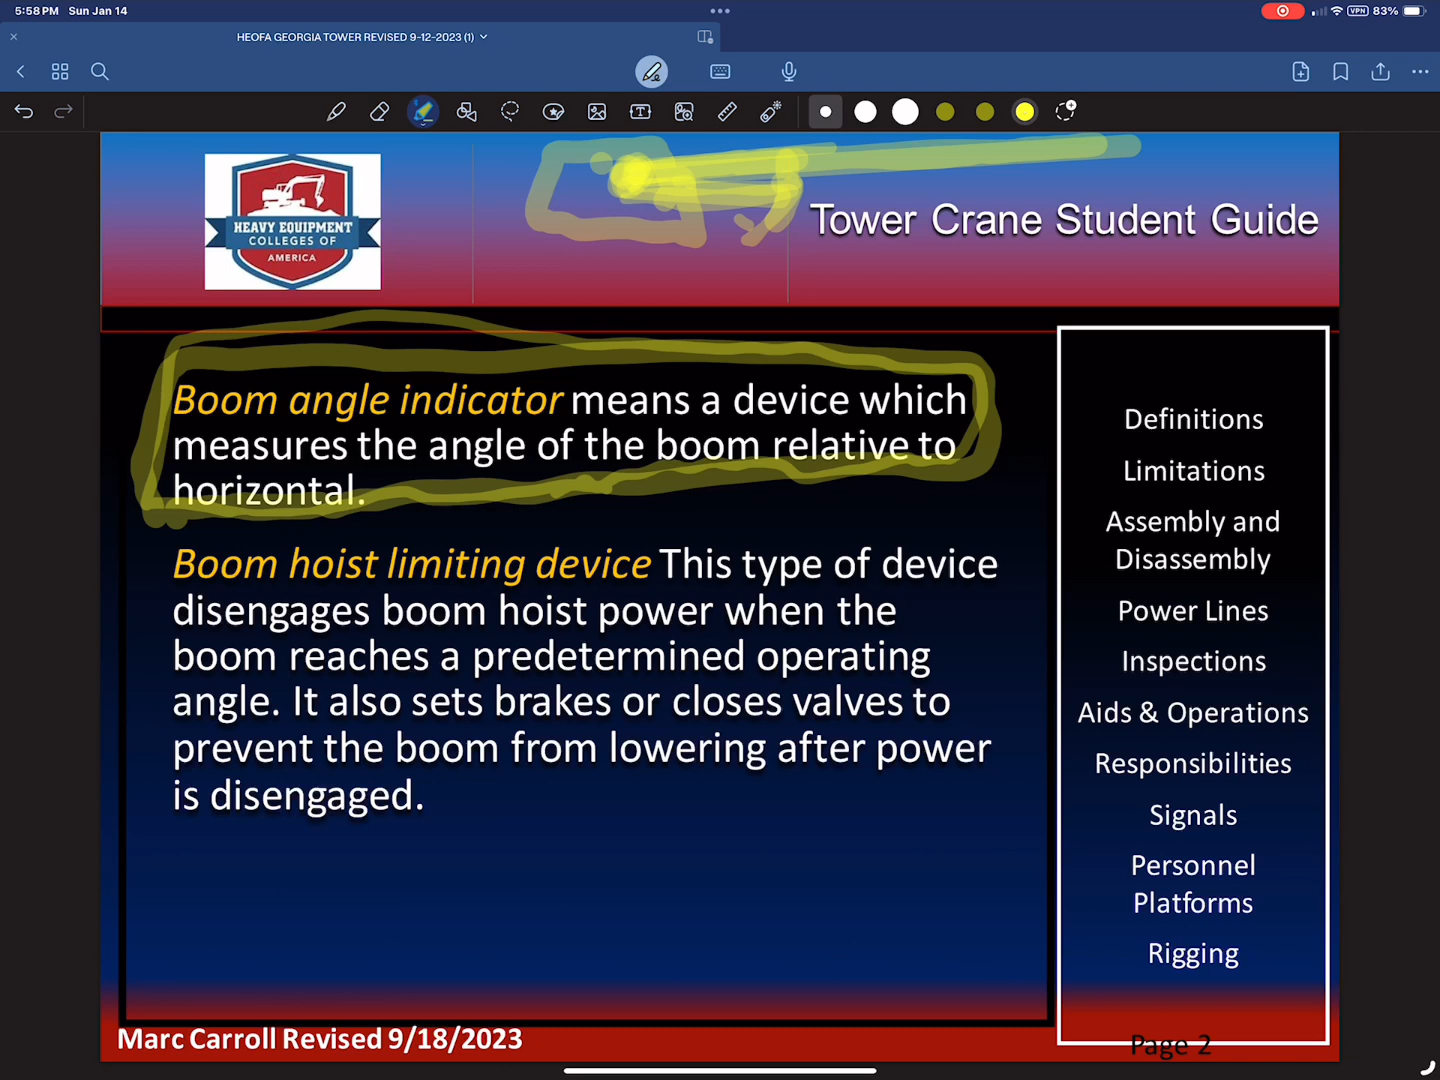 5:58 PM Sun Jan 14
VPN 83%
HEOFA GEORGIA TOWER REVISED 9-12-2023 (1)
HEAVY EQUIPMENT
COLLEGES OF
AMERICA
Tower Crane Student Guide
Boom angle indicator means a device which
measures the angle of the boom relative to
horizontal.
Boom hoist limiting device This type of device
disengages boom hoist power when the
boom reaches a predetermined operating
angle. It also sets brakes or closes valves to
prevent the boom from lowering after power
is disengaged.
Definitions
Limitations
Assembly and
Disassembly
Power Lines
Inspections
Aids & Operations
Responsibilities
Signals
Personnel
Platforms
Rigging
Marc Carroll Revised 9/18/2023
Page 2